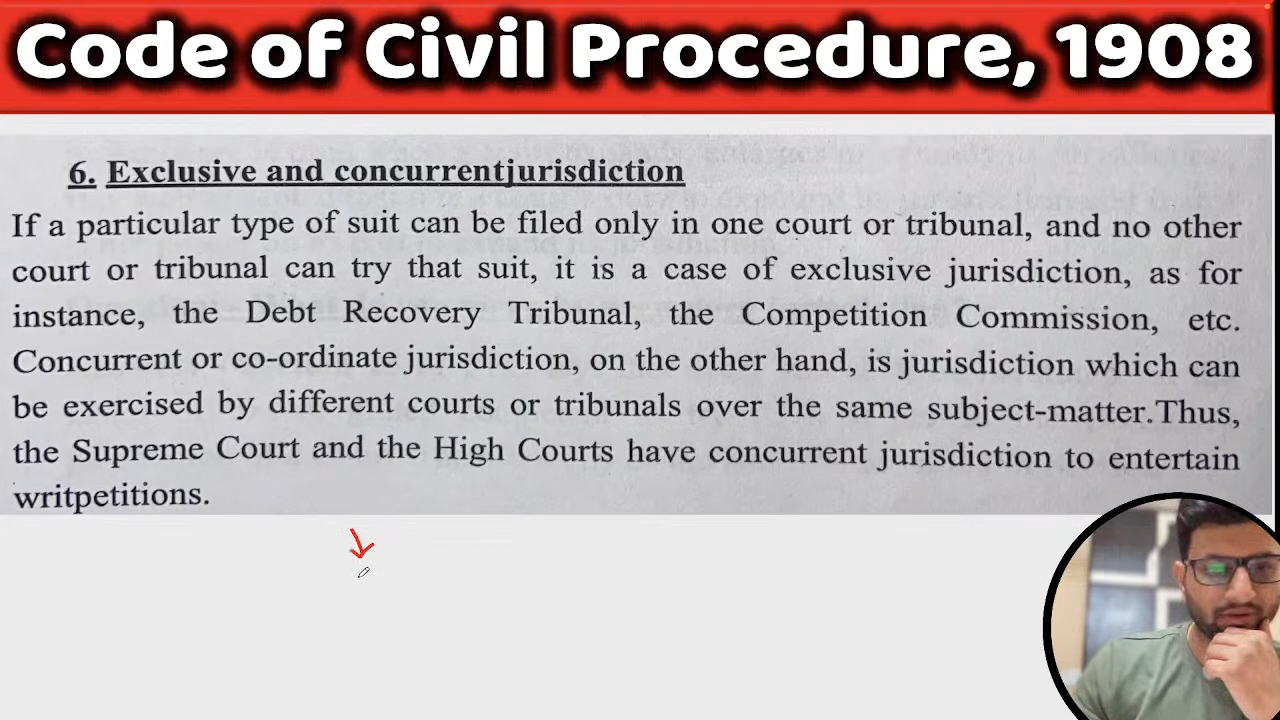 Code of Civil Procedure, 1908
6. Exclusive and concurrentjurisdiction
If a particular type of suit can be filed only in one court or tribunal, and no other
court or tribunal can try that suit, it is a case of exclusive jurisdiction, as for
instance, the Debt Recovery Tribunal, the Competition Commission, etc.
Concurrent or co-ordinate jurisdiction, on the other hand, is jurisdiction which can
be exercised by different courts or tribunals over the same subject-matter.Thus,
the Supreme Court and the High Courts have concurrent jurisdiction to entertain
writpetitions.